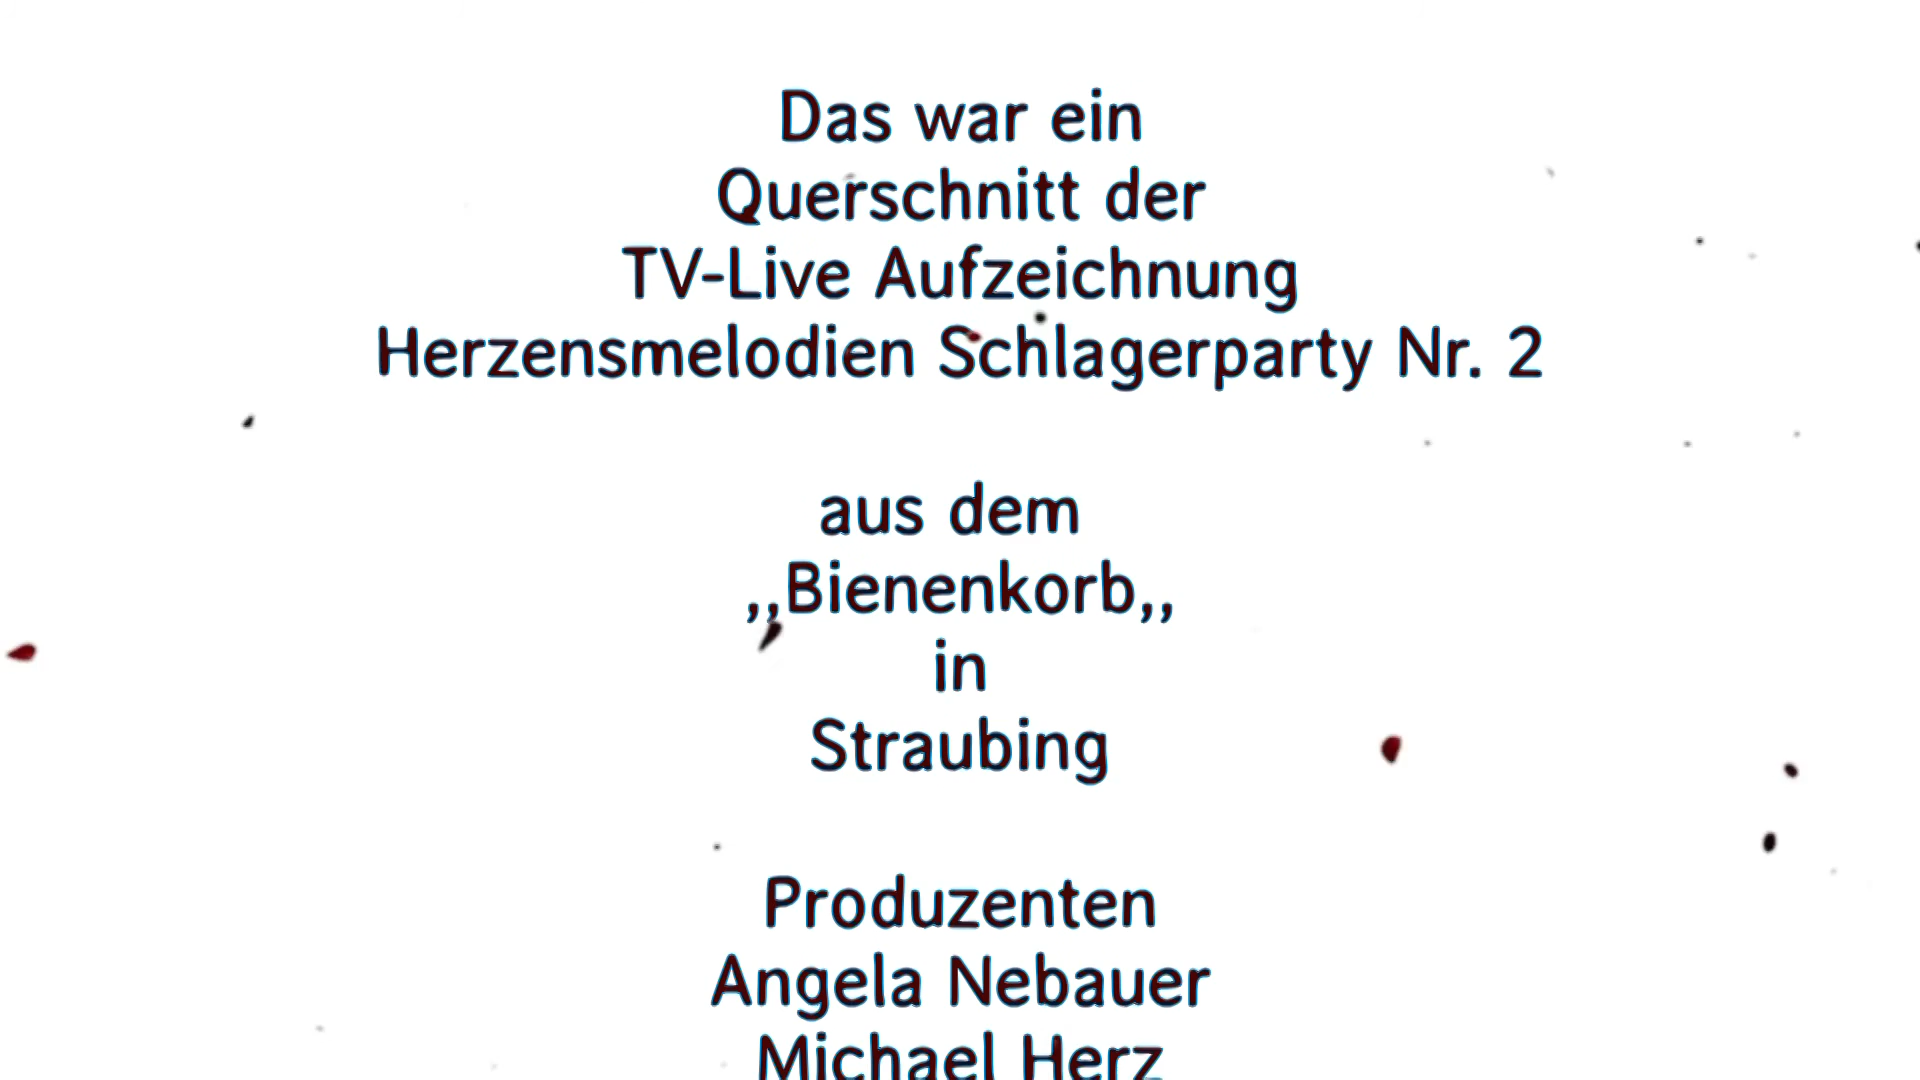 Das war ein
Querschnitt der
TV-Live Aufzeichnung
Herzensmelodien Schlagerparty Nr. 2
aus dem
,,Bienenkorb,,
in
Straubing
Produzenten
Angela Nebauer
Michael Herz